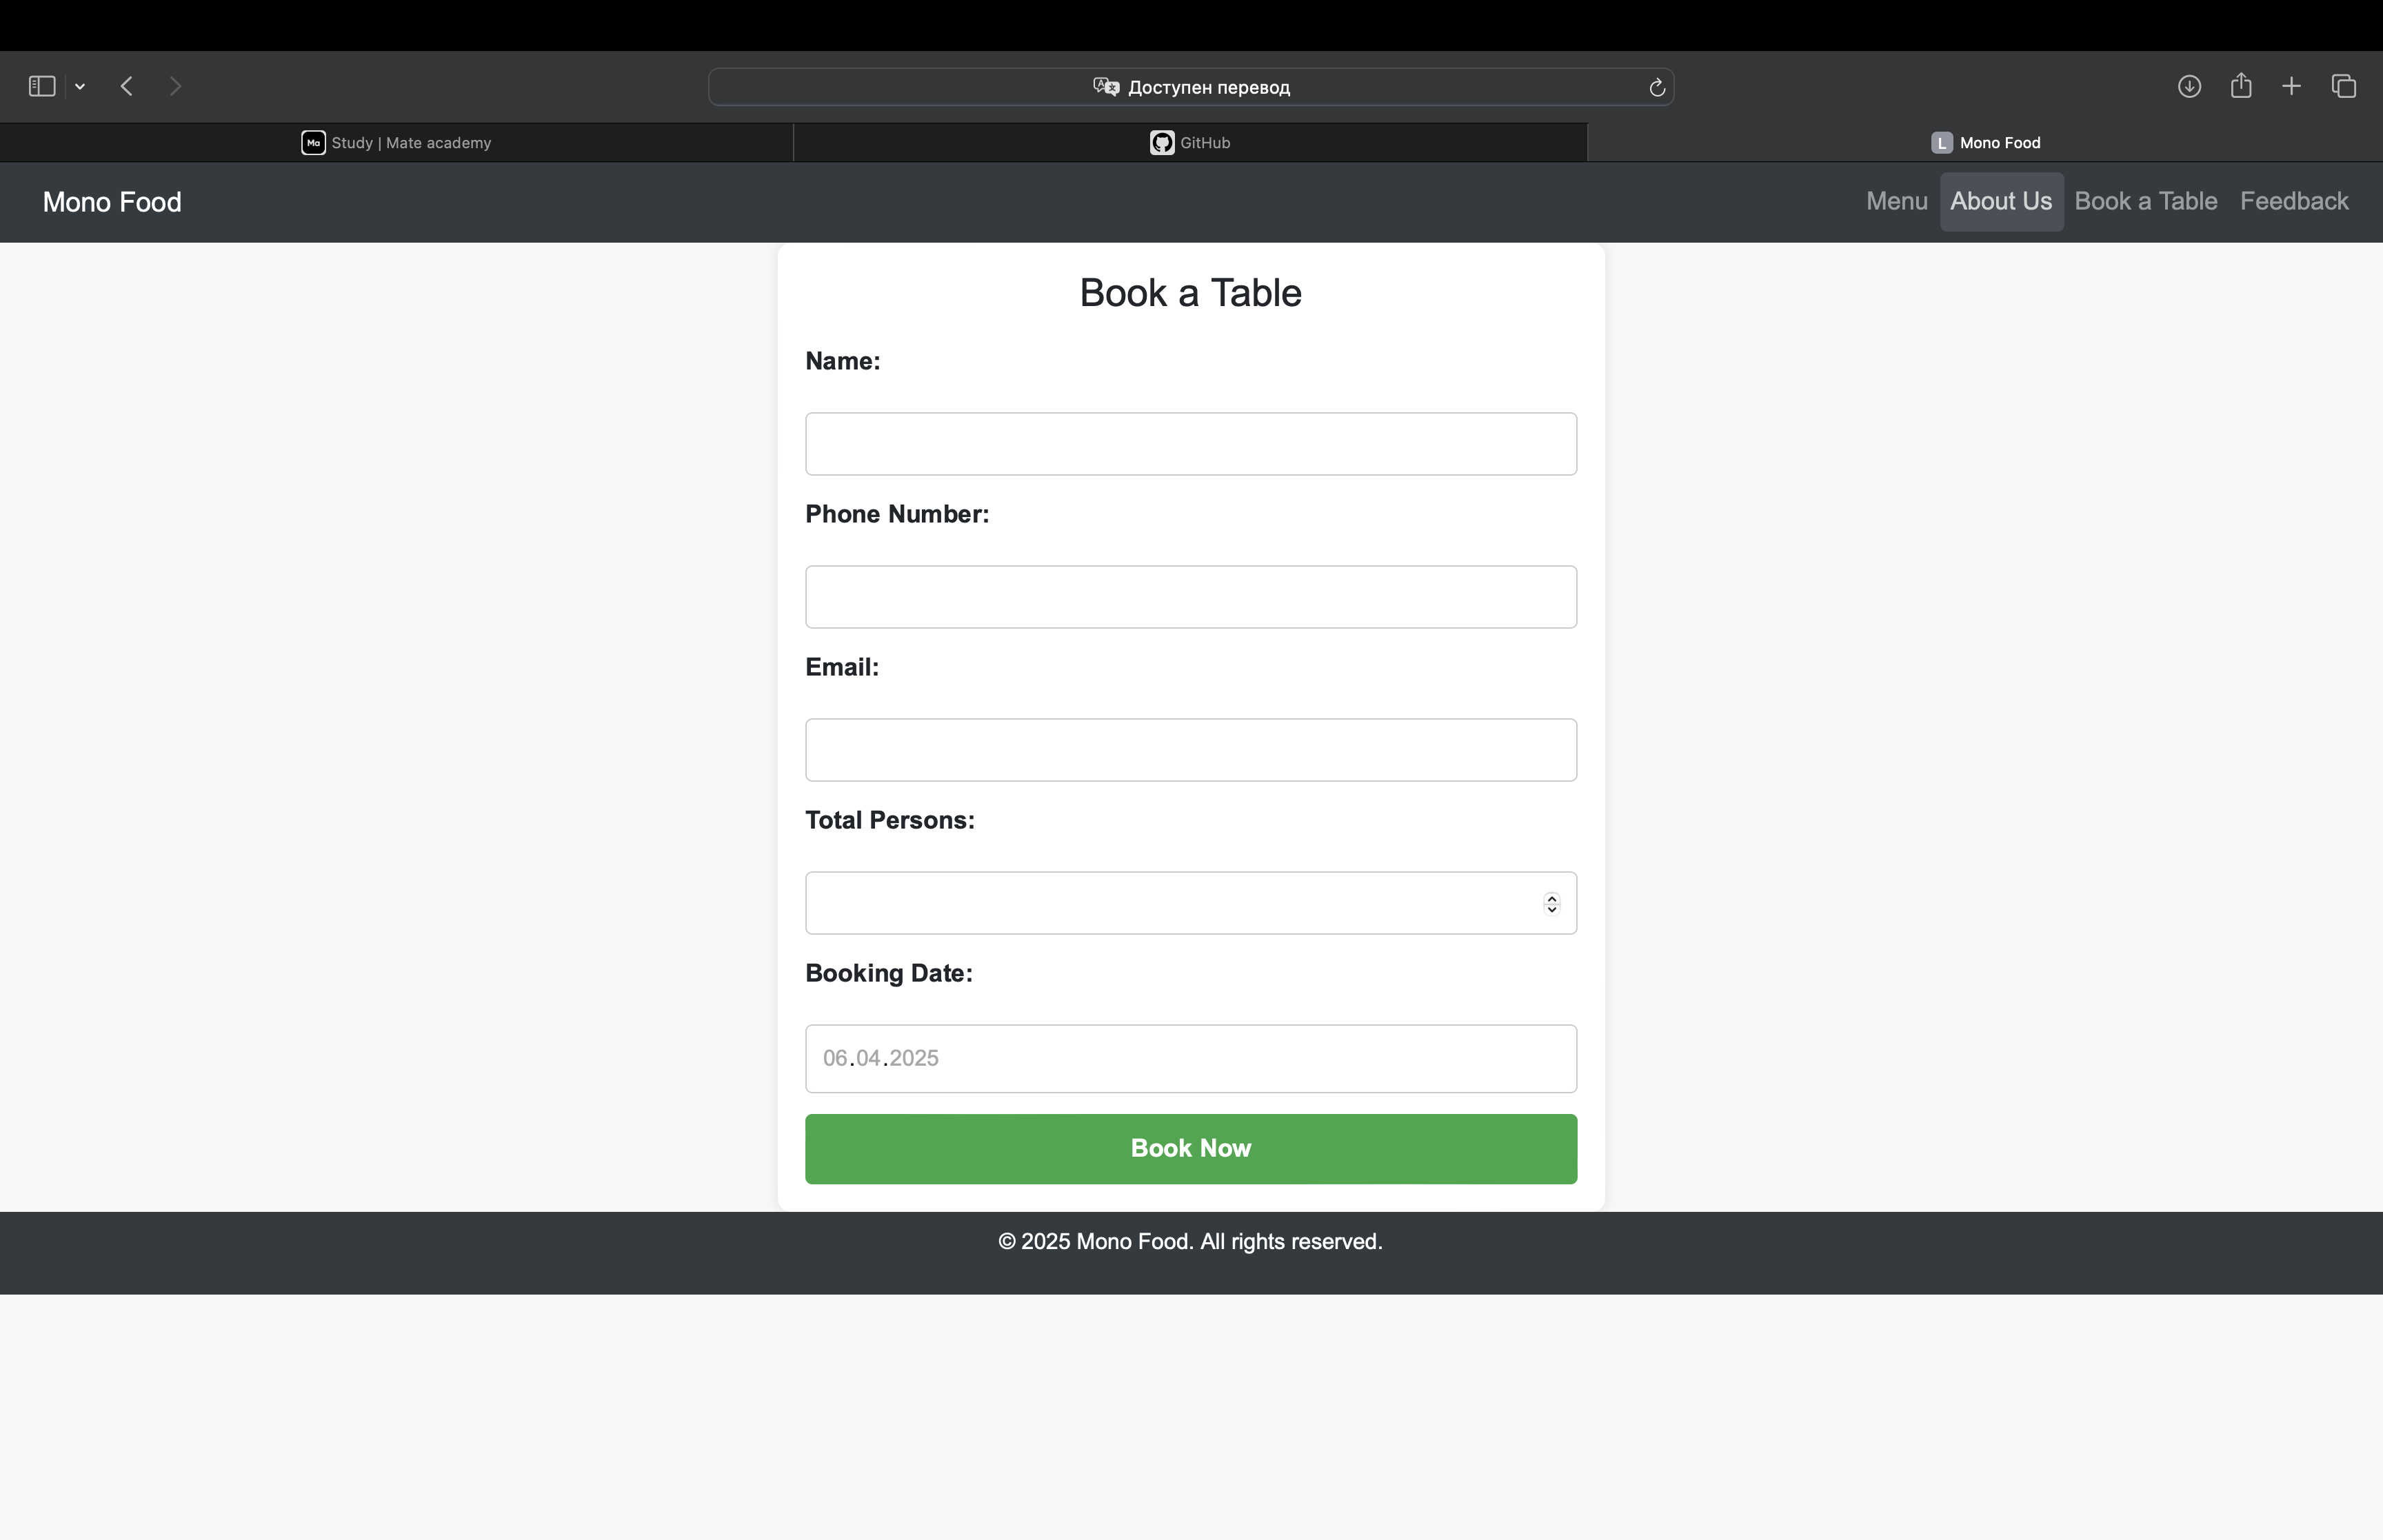 Доступен перевод
Ma Study | Mate academy
GitHub
L Mono Food
Mono Food
Menu
About Us
Book a Table
Feedback
Book a Table
Name:
Phone Number:
Email:
Total Persons:
Booking Date:
06.04.2025
Book Now
© 2025 Mono Food. All rights reserved.